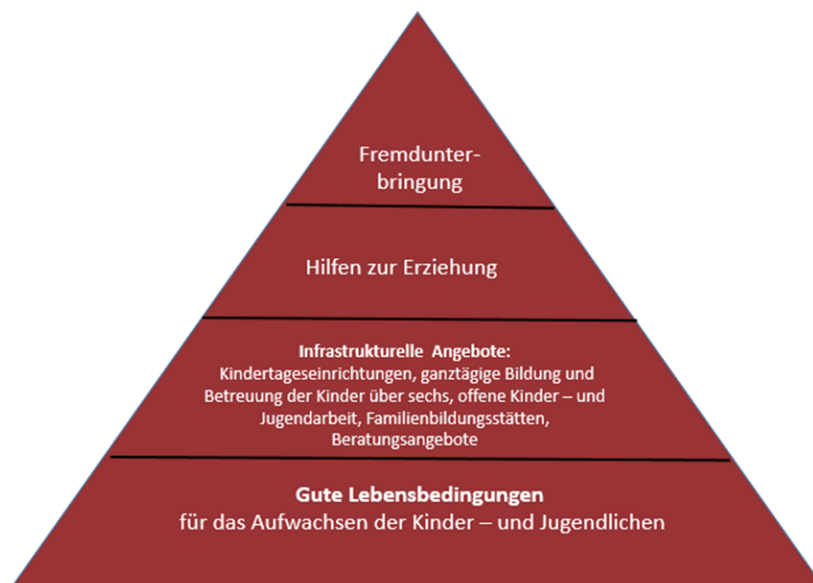 Fremdunter-
bringung
Hilfen zur Erziehung
Infrastrukturelle Angebote:
Kindertageseinrichtungen, ganztägige Bildung und
Betreuung der Kinder über sechs, offene Kinder – und
Jugendarbeit, Familienbildungsstätten,
Beratungsangebote
Gute Lebensbedingungen
für das Aufwachsen der Kinder – und Jugendlichen